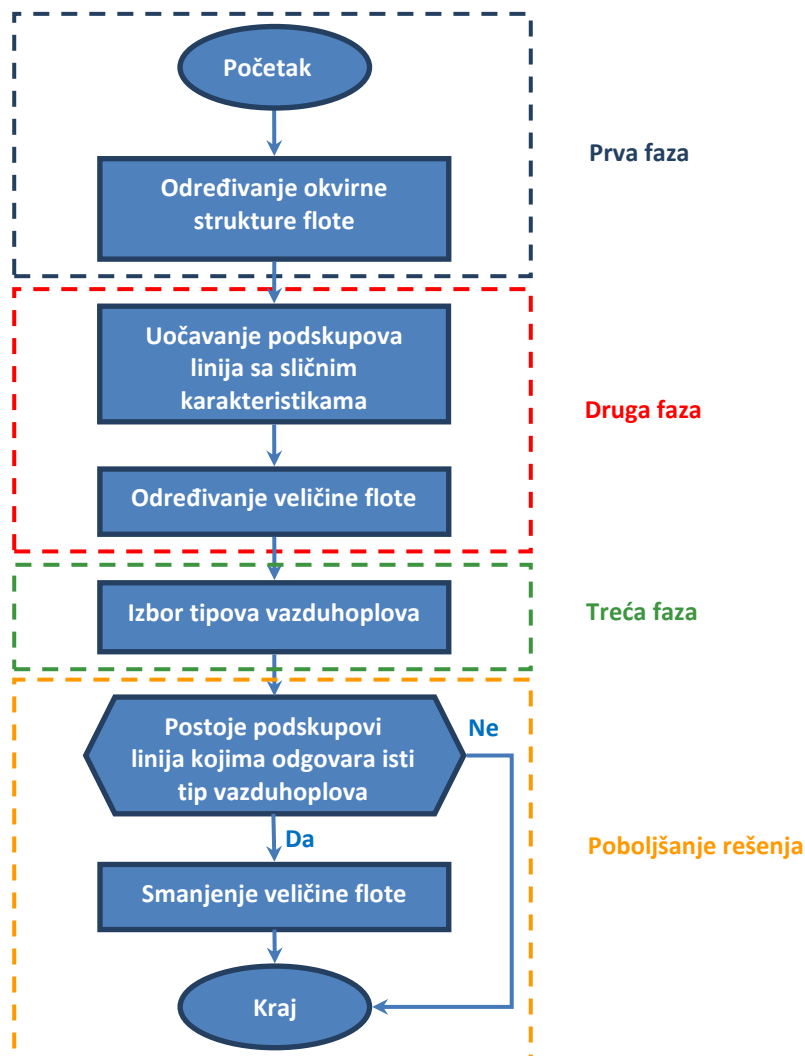 Početak
Prva faza
Određivanje okvirne
strukture flote
Uočavanje podskupova
linija sa sličnim
karakteristikama
Druga faza
Određivanje veličine flote
Izbor tipova vazduhoplova
Treća faza
Postoje podskupovi
linija kojima odgovara isti
tip vazduhoplova
Ne
Da
Poboljšanje rešenja
Smanjenje veličine flote
Kraj